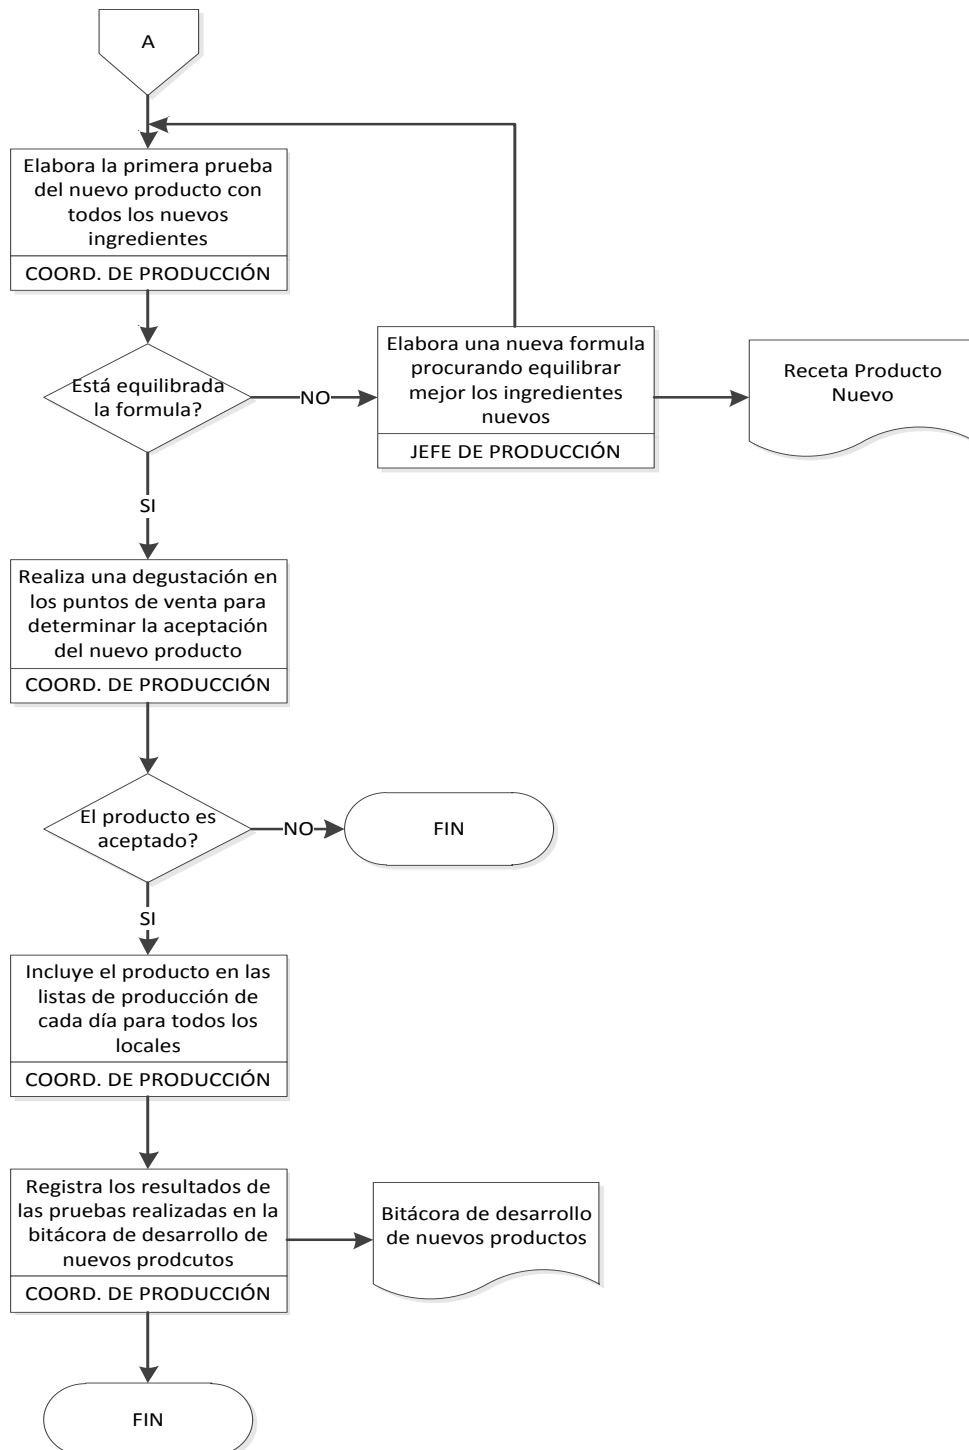 A
Elabora la primera prueba
del nuevo producto con
todos los nuevos
ingredientes
COORD. DE PRODUCCIÓN
Está equilibrada
la formula?
NO
Elabora una nueva formula
procurando equilibrar
mejor los ingredientes
nuevos
JEFE DE PRODUCCIÓN
Receta Producto
Nuevo
SI
Realiza una degustación en
los puntos de venta para
determinar la aceptación
del nuevo producto
COORD. DE PRODUCCIÓN
El producto es
aceptado?
NO
FIN
SI
Incluye el producto en las
listas de producción de
cada día para todos los
locales
COORD. DE PRODUCCIÓN
Registra los resultados de
las pruebas realizadas en la
bitácora de desarrollo de
nuevos prodcutos
COORD. DE PRODUCCIÓN
Bitácora de desarrollo
de nuevos productos
FIN